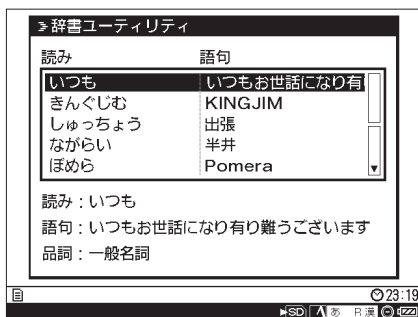 辞書ユーティリティ
読み 語句
いつも いつもお世話になり有
きんぐじむ KINGJIM
しゅっちょう 出張
ながらい 半井
ぽめら Pomera
読み：いつも
語句：いつもお世話になり有り難うございます
品詞：一般名詞
23:19
SD A あ R漢